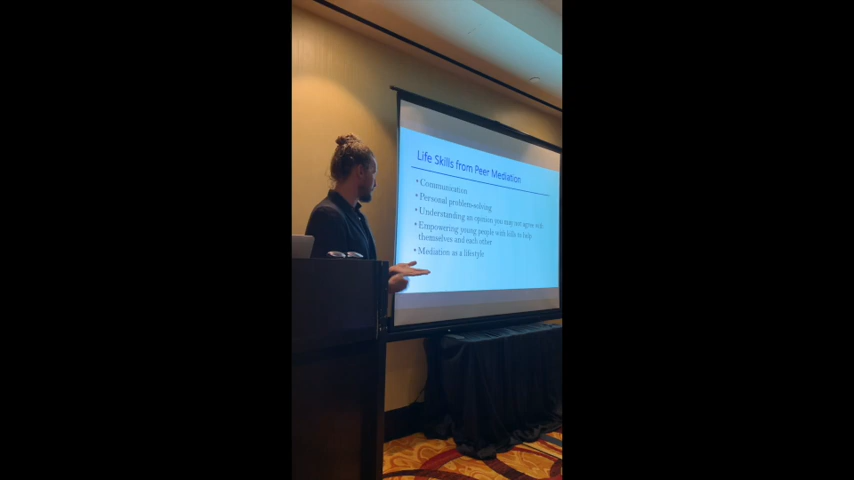 Life Skills from Peer Mediation
• Communication
• Personal problem-solving
• Understanding an opinion you may not agree with
• Empowering young people with skills to help
themselves and each other
• Mediation as a lifestyle